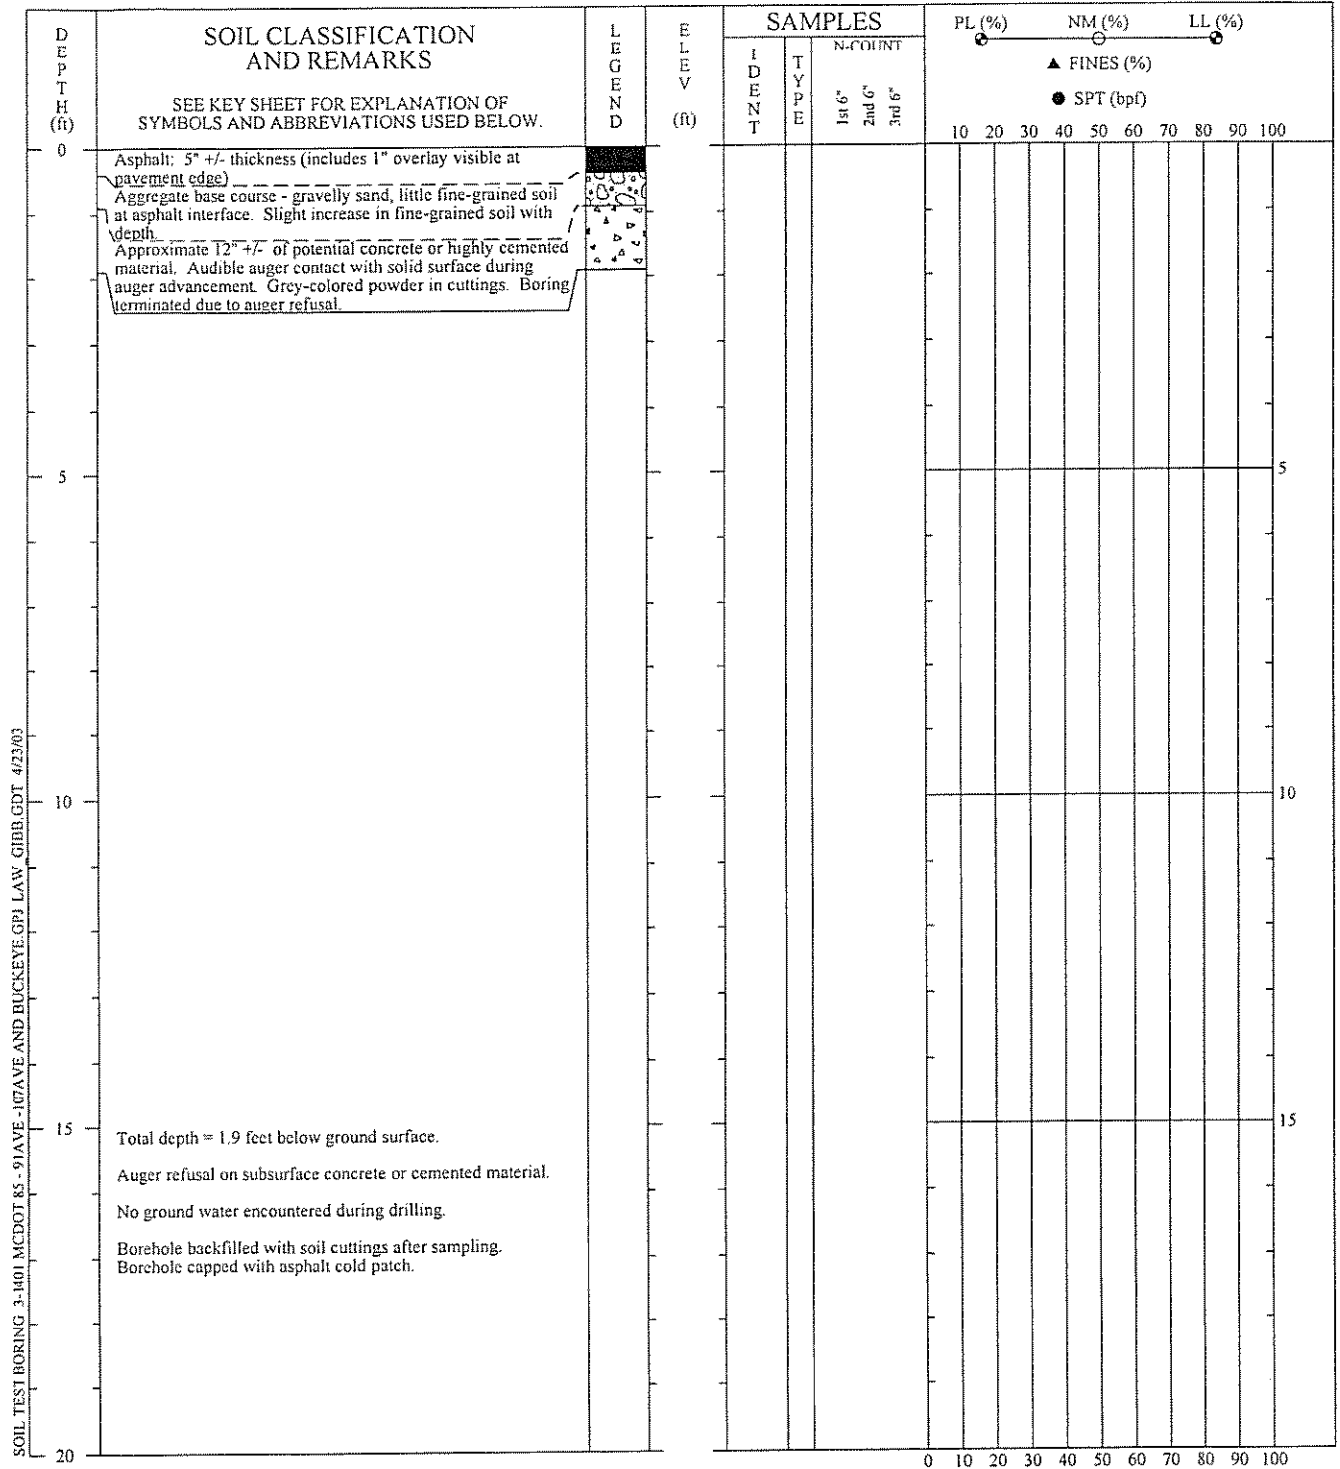 DEPTH
(ft)
SOIL CLASSIFICATION
AND REMARKS
SEE KEY SHEET FOR EXPLANATION OF
SYMBOLS AND ABBREVIATIONS USED BELOW.
LEGEND
ELEV
(ft)
SAMPLES
IDENT
TYPE
N-COUNT
1st 6"
2nd 6"
3rd 6"
PL (%)
NM (%)
LL (%)
▲ FINES (%)
● SPT (bpf)
10 20 30 40 50 60 70 80 90 100
0
Asphalt: 5" +/- thickness (includes 1" overlay visible at
pavement edge)
Aggregate base course - gravelly sand, little fine-grained soil
at asphalt interface. Slight increase in fine-grained soil with
depth.
Approximate 12" +/- of potential concrete or highly cemented
material. Audible auger contact with solid surface during
auger advancement. Grey-colored powder in cuttings. Boring
terminated due to auger refusal.
5
5
10
10
15
15
Total depth = 1.9 feet below ground surface.
Auger refusal on subsurface concrete or cemented material.
No ground water encountered during drilling.
Borehole backfilled with soil cuttings after sampling.
Borehole capped with asphalt cold patch.
20
0 10 20 30 40 50 60 70 80 90 100
SOIL TEST BORING 3-1401 MCDOT 85 - 91AVE -107AVE AND BUCKEYE.GPJ LAW_GIBB.GDT 4/23/03